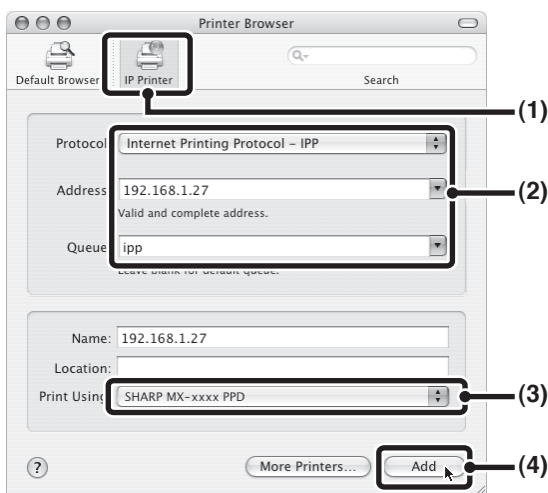 Printer Browser
Default Browser
IP Printer
Search
(1)
Protocol
Internet Printing Protocol – IPP
Address
192.168.1.27
(2)
Valid and complete address.
Queue
ipp
Leave blank for default queue.
Name: 192.168.1.27
Location:
Print Using
SHARP MX-xxxx PPD
(3)
?
More Printers...
Add
(4)